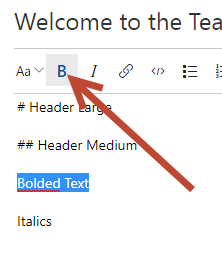 Welcome to the Tea
Aa B I </>
# Header Large
## Header Medium
Bolded Text
Italics